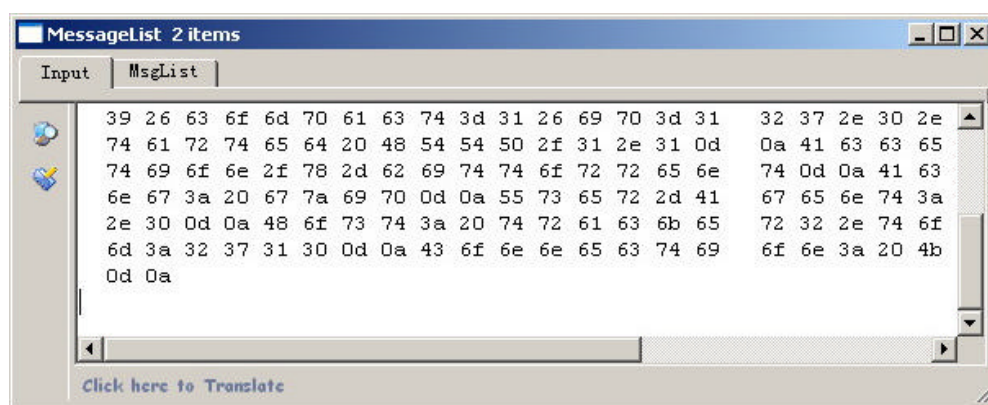 MessageList 2 items
Input MsgList
39 26 63 6f 6d 70 61 63 74 3d 31 26 69 70 3d 31 32 37 2e 30 2e
74 61 72 74 65 64 20 48 54 54 50 2f 31 2e 31 0d 0a 41 63 63 65
74 69 6f 6e 2f 78 2d 62 69 74 74 6f 72 72 65 6e 74 0d 0a 41 63
6e 67 3a 20 67 7a 69 70 0d 0a 55 73 65 72 2d 41 67 65 6e 74 3a
2e 30 0d 0a 48 6f 73 74 3a 20 74 72 61 63 6b 65 72 32 2e 74 6f
6d 3a 32 37 31 30 0d 0a 43 6f 6e 6e 65 63 74 69 6f 6e 3a 20 4b
0d 0a
Click here to Translate